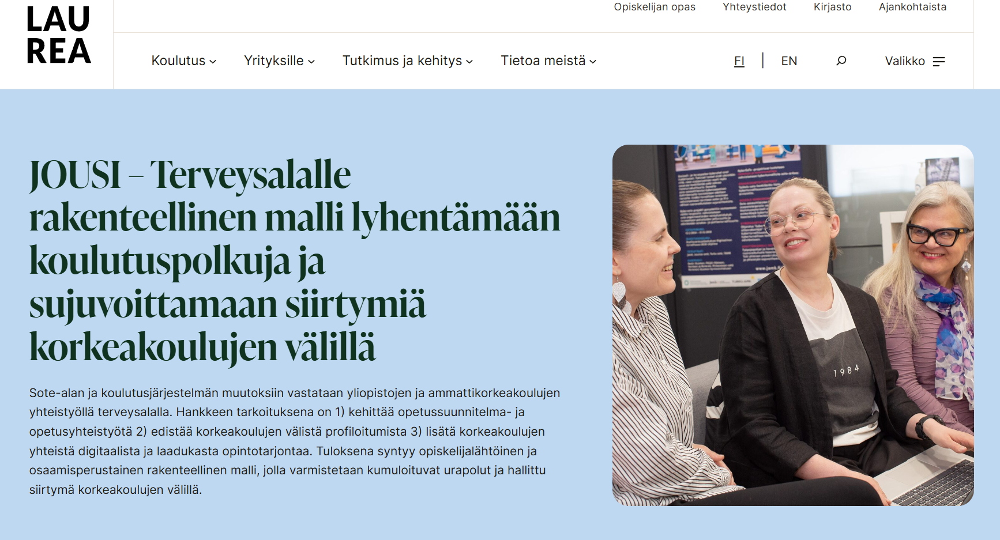 LAU
REA
Opiskelijan opas Yhteystiedot Kirjasto Ajankohtaista
Koulutus Yrityksille Tutkimus ja kehitys Tietoa meistä FI EN Valikko
JOUSI – Terveysalalle
rakenteellinen malli lyhentämään
koulutuspolkuja ja
sujuvoittamaan siirtymiä
korkeakoulujen välillä
Sote-alan ja koulutusjärjestelmän muutoksiin vastataan yliopistojen ja ammattikorkeakoulujen
yhteistyöllä terveysalalla. Hankkeen tarkoituksena on 1) kehittää opetussuunnitelma- ja
opetusyhteistyötä 2) edistää korkeakoulujen välistä profiloitumista 3) lisätä korkeakoulujen
yhteistä digitaalista ja laadukasta opintotarjontaa. Tuloksena syntyy opiskelijalähtöinen ja
osaamisperustainen rakenteellinen malli, jolla varmistetaan kumuloituvat urapolut ja hallittu
siirtymä korkeakoulujen välillä.
1984